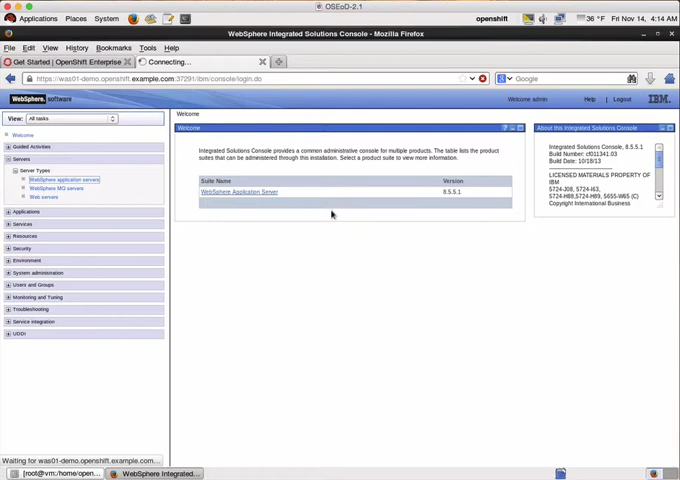 OSEoD-2.1
Applications Places System openshift 36 °F Fri Nov 14, 4:14 AM
WebSphere Integrated Solutions Console - Mozilla Firefox
File Edit View History Bookmarks Tools Help
Get Started | OpenShift Enterprise Connecting...
https://was01-demo.openshift.example.com:37291/ibm/console/login.do Google
WebSphere. software Welcome admin Help | Logout IBM.
View: All tasks
Welcome
Guided Activities
Servers
Server Types
WebSphere application servers
WebSphere MQ servers
Web servers
Applications
Services
Resources
Security
Environment
System administration
Users and Groups
Monitoring and Tuning
Troubleshooting
Service integration
UDDI
Welcome
Welcome
Integrated Solutions Console provides a common administrative console for multiple products. The table lists the product
suites that can be administered through this installation. Select a product suite to view more information.
Suite Name Version
WebSphere Application Server 8.5.5.1
About this Integrated Solutions Console
Integrated Solutions Console, 8.5.5.1
Build Number: cf011341.03
Build Date: 10/18/13
LICENSED MATERIALS PROPERTY OF
IBM
5724-J08, 5724-I63,
5724-H88,5724-H89, 5655-W65 (C)
Copyright International Business
Waiting for was01-demo.openshift.example.com...
[root@vm:/home/open... WebSphere Integrated...